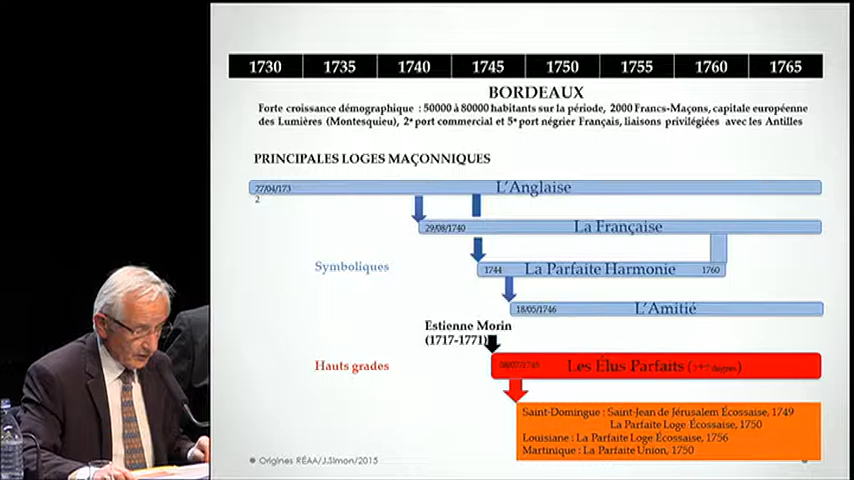 1730 1735 1740 1745 1750 1755 1760 1765
BORDEAUX
Forte croissance démographique : 50000 à 80000 habitants sur la période, 2000 Francs-Maçons, capitale européenne
des Lumières (Montesquieu), 2e port commercial et 5e port négrier Français, liaisons privilégiées avec les Antilles
PRINCIPALES LOGES MAÇONNIQUES
27/04/173
2
L'Anglaise
29/08/1740
La Française
Symboliques
1744
La Parfaite Harmonie
1760
18/05/1746
L'Amitié
Estienne Morin
(1717-1771)
Hauts grades
Les Élus Parfaits
Saint-Domingue : Saint-Jean de Jérusalem Écossaise, 1749
La Parfaite Loge Écossaise, 1750
Louisiane : La Parfaite Loge Écossaise, 1756
Martinique : La Parfaite Union, 1750
Origines RÉAA/J.Simon/2015